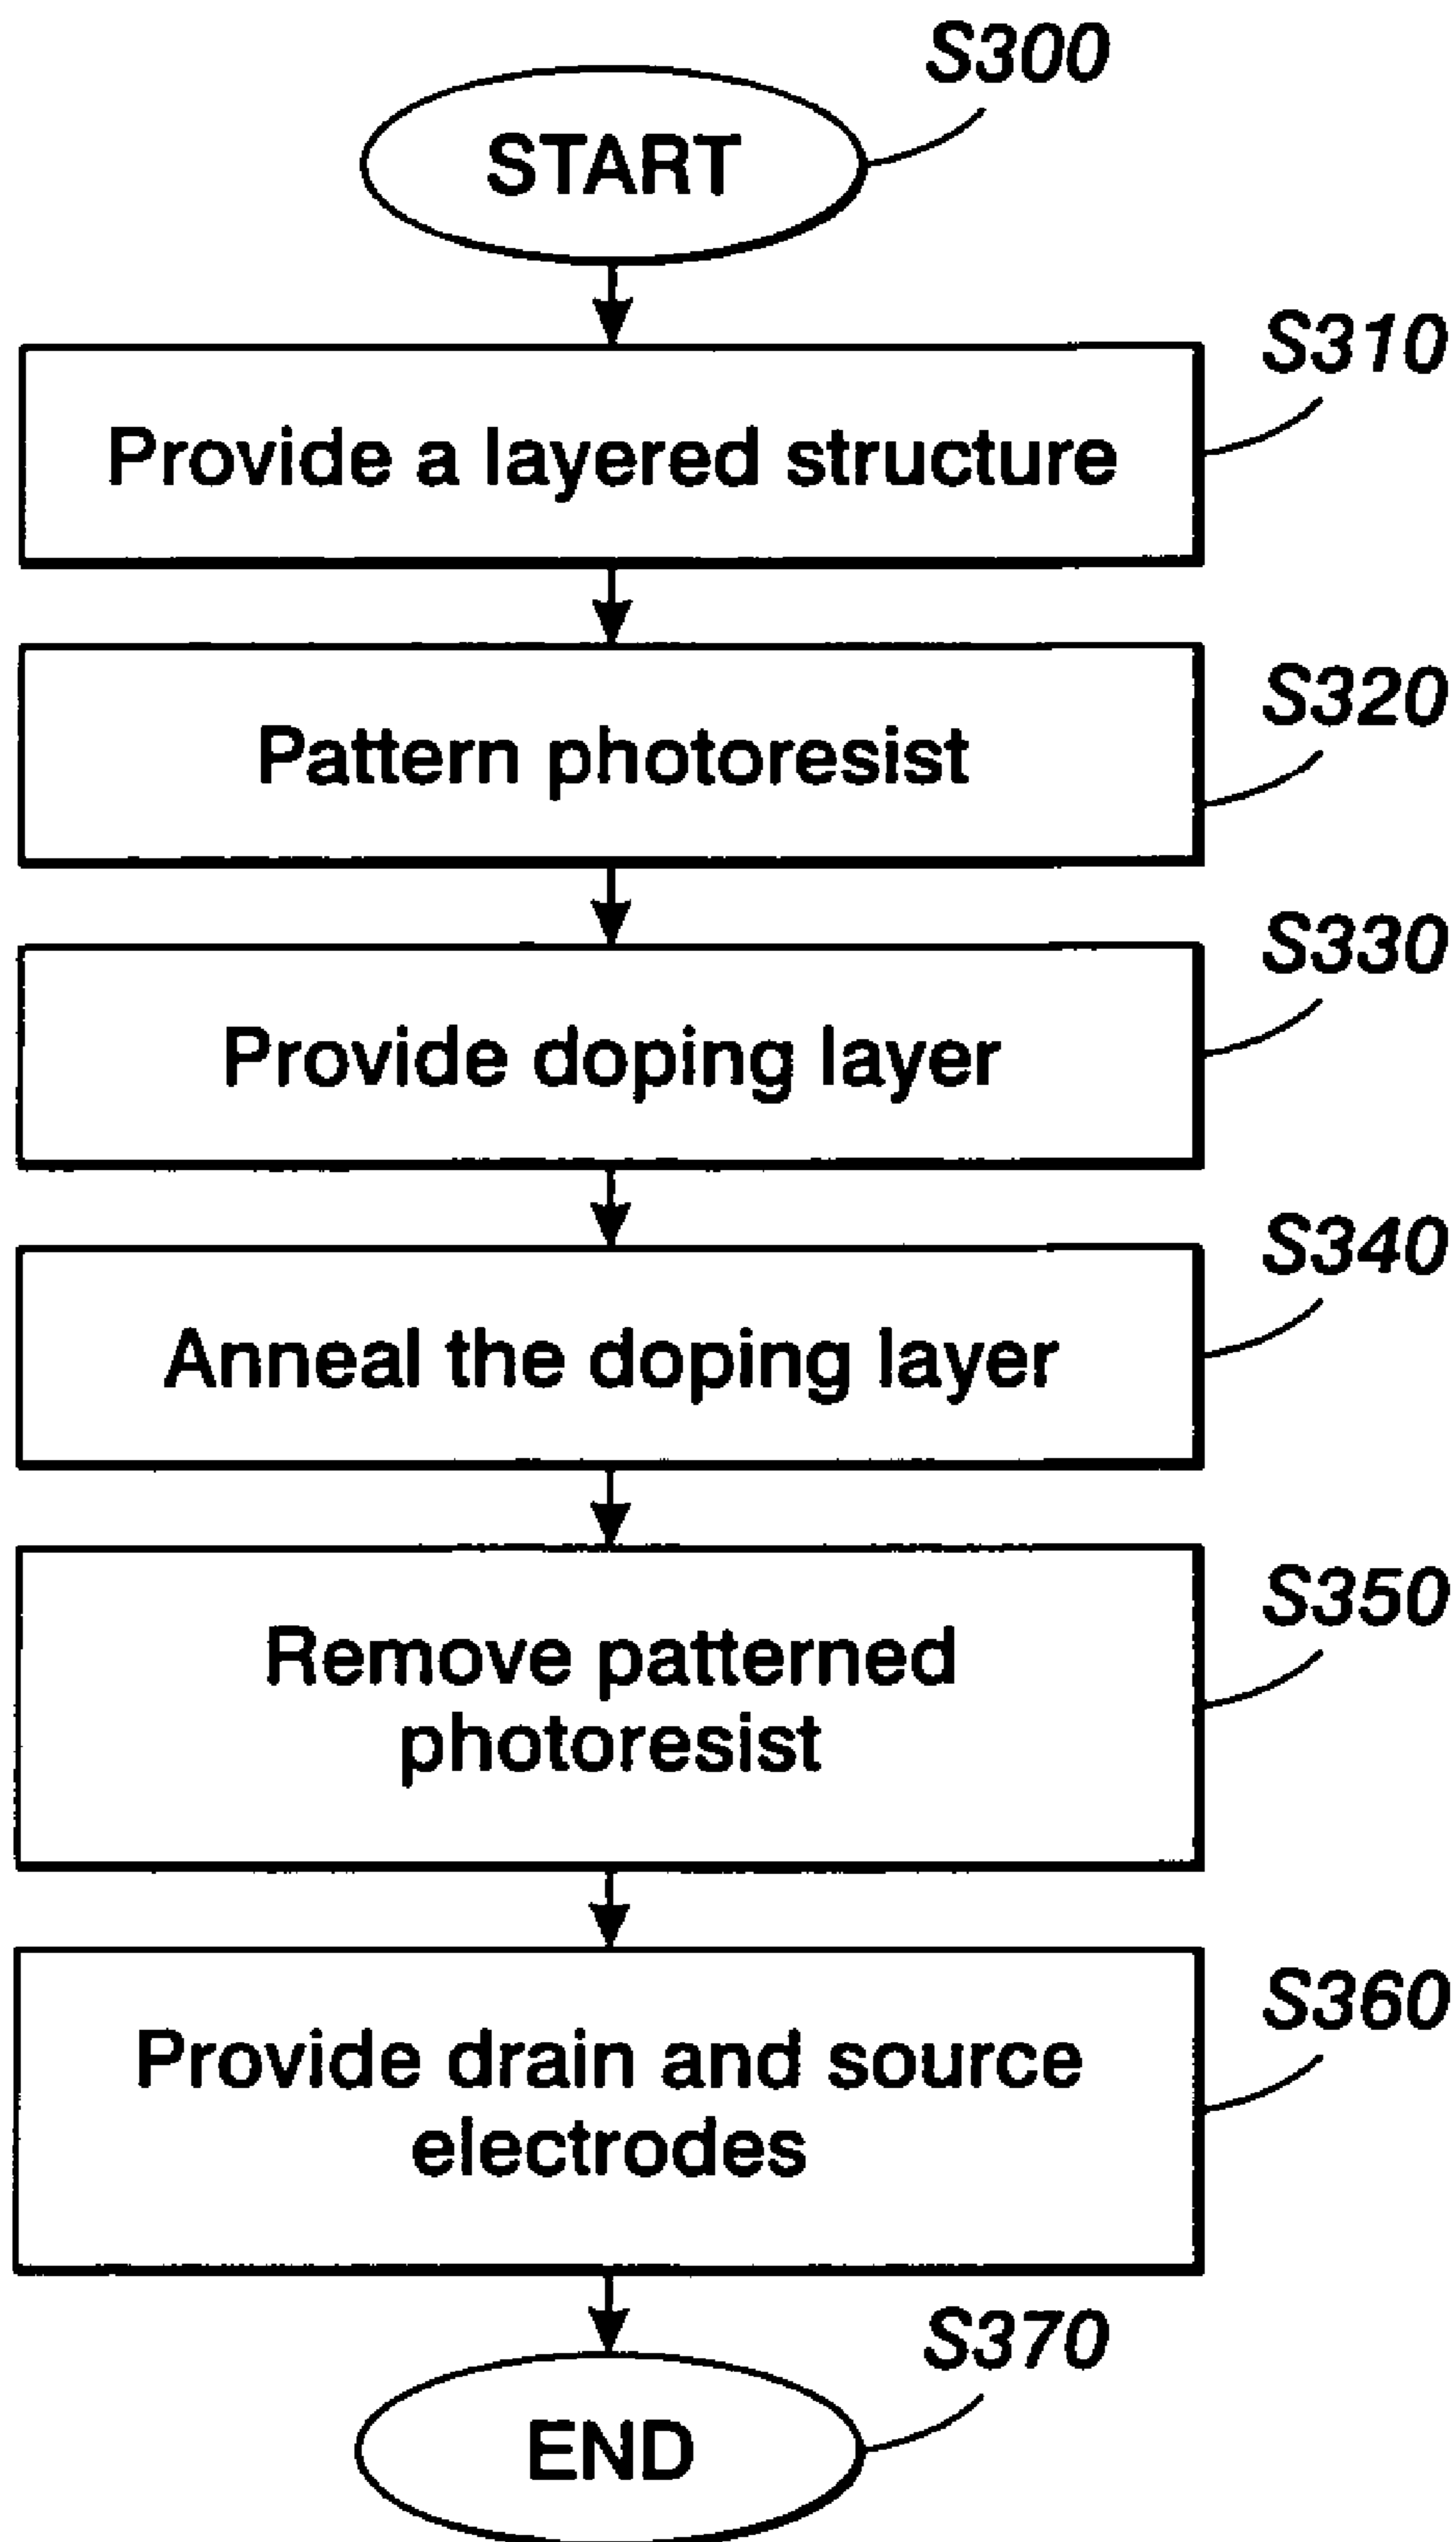 S300
START
S310
Provide a layered structure
S320
Pattern photoresist
S330
Provide doping layer
S340
Anneal the doping layer
S350
Remove patterned
photoresist
S360
Provide drain and source
electrodes
S370
END